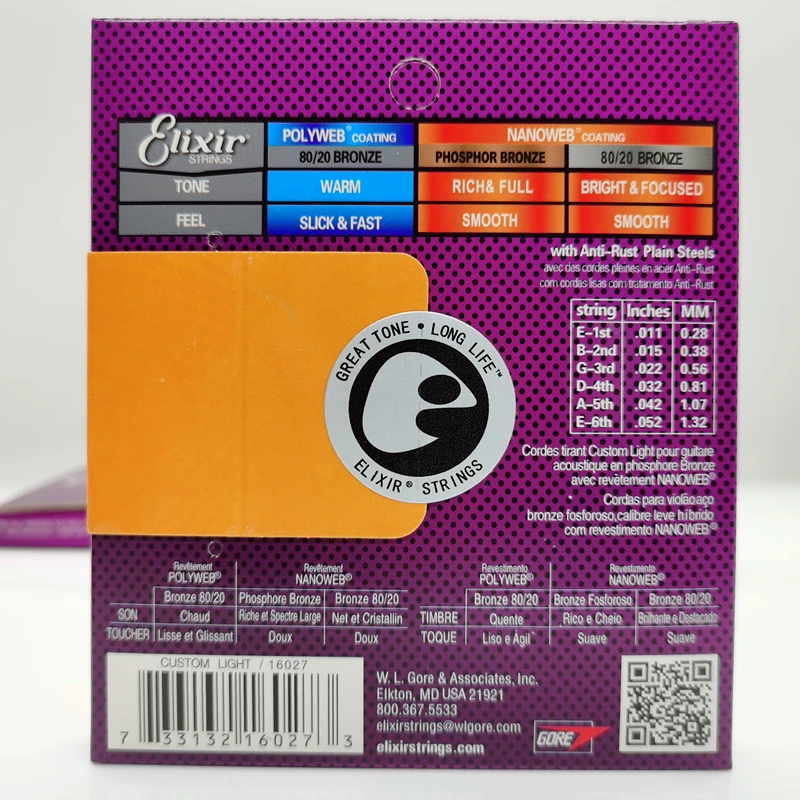 Elixir®
STRINGS
POLYWEB® COATING
NANOWEB® COATING
80/20 BRONZE
PHOSPHOR BRONZE
80/20 BRONZE
TONE
WARM
RICH& FULL
BRIGHT & FOCUSED
FEEL
SLICK & FAST
SMOOTH
SMOOTH
with Anti-Rust Plain Steels
avec des cordes pleines en acier Anti-Rust
com cordas lisas com tratamento Anti-Rust
string Inches MM
E-1st .011 0.28
B-2nd .015 0.38
G-3rd .022 0.56
D-4th .032 0.81
A-5th .042 1.07
E-6th .052 1.32
GREAT TONE • LONG LIFE™
ELIXIR® STRINGS
Cordes tirant Custom Light pour guitare
acoustique en phosphore Bronze
avec revètement NANOWEB®
Cordas para violão aço
bronze fosforoso,calibre leve híbrido
com revestimento NANOWEB®
Revêtement
POLYWEB®
Revêtment
NANOWEB®
Bronze 80/20 Phosphore Bronze Bronze 80/20
SON Chaud Riche et Spectre Large Net et Cristallin
TOUCHER Lisse et Glissant Doux Doux
Revestimento
POLYWEB®
Revestimento
NANOWEB®
Bronze 80/20 Bronze Fosforoso Bronze 80/20
TIMBRE Quente Rico e Cheio Brilhante e Destacado
TOQUE Liso e Ágil Suave Suave
CUSTOM LIGHT / 16027
7 33132 16027 3
W. L. Gore & Associates, Inc.
Elkton, MD USA 21921
800.367.5533
elixirstrings@wlgore.com
elixirstrings.com
GORE